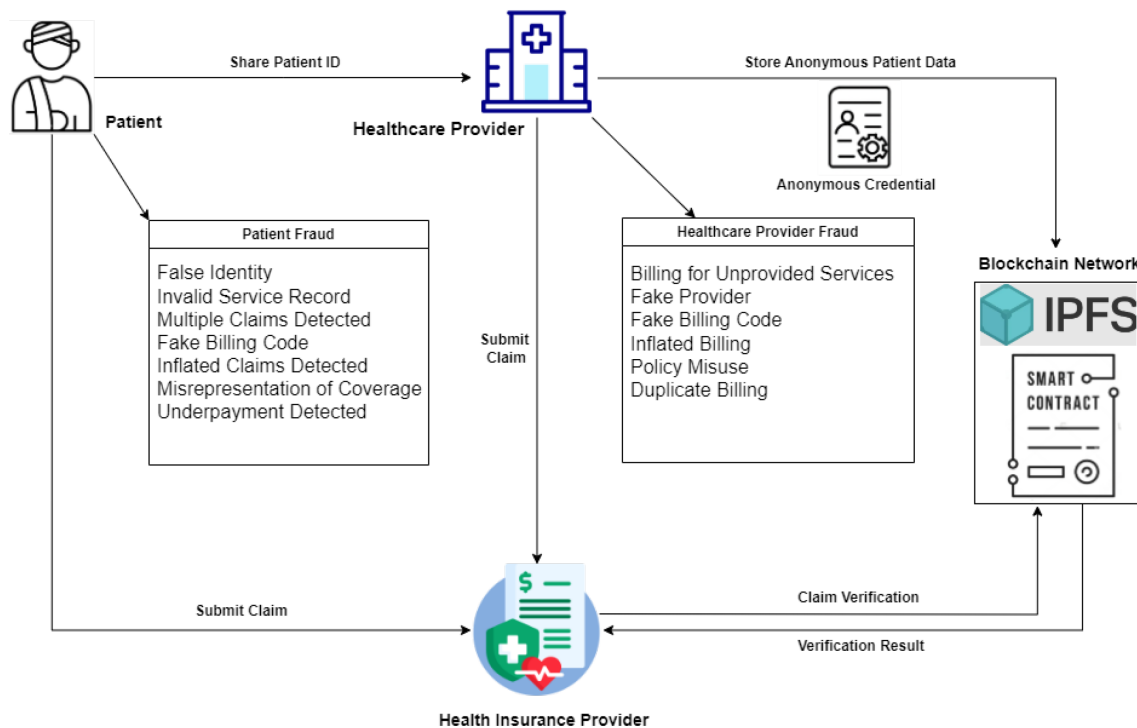 Share Patient ID
Store Anonymous Patient Data
Patient
Healthcare Provider
Anonymous Credential
Patient Fraud
False Identity
Invalid Service Record
Multiple Claims Detected
Fake Billing Code
Inflated Claims Detected
Misrepresentation of Coverage
Underpayment Detected
Healthcare Provider Fraud
Billing for Unprovided Services
Fake Provider
Fake Billing Code
Inflated Billing
Policy Misuse
Duplicate Billing
Blockchain Network
IPFS
SMART
CONTRACT
Submit
Claim
$
Submit Claim
Claim Verification
Verification Result
Health Insurance Provider